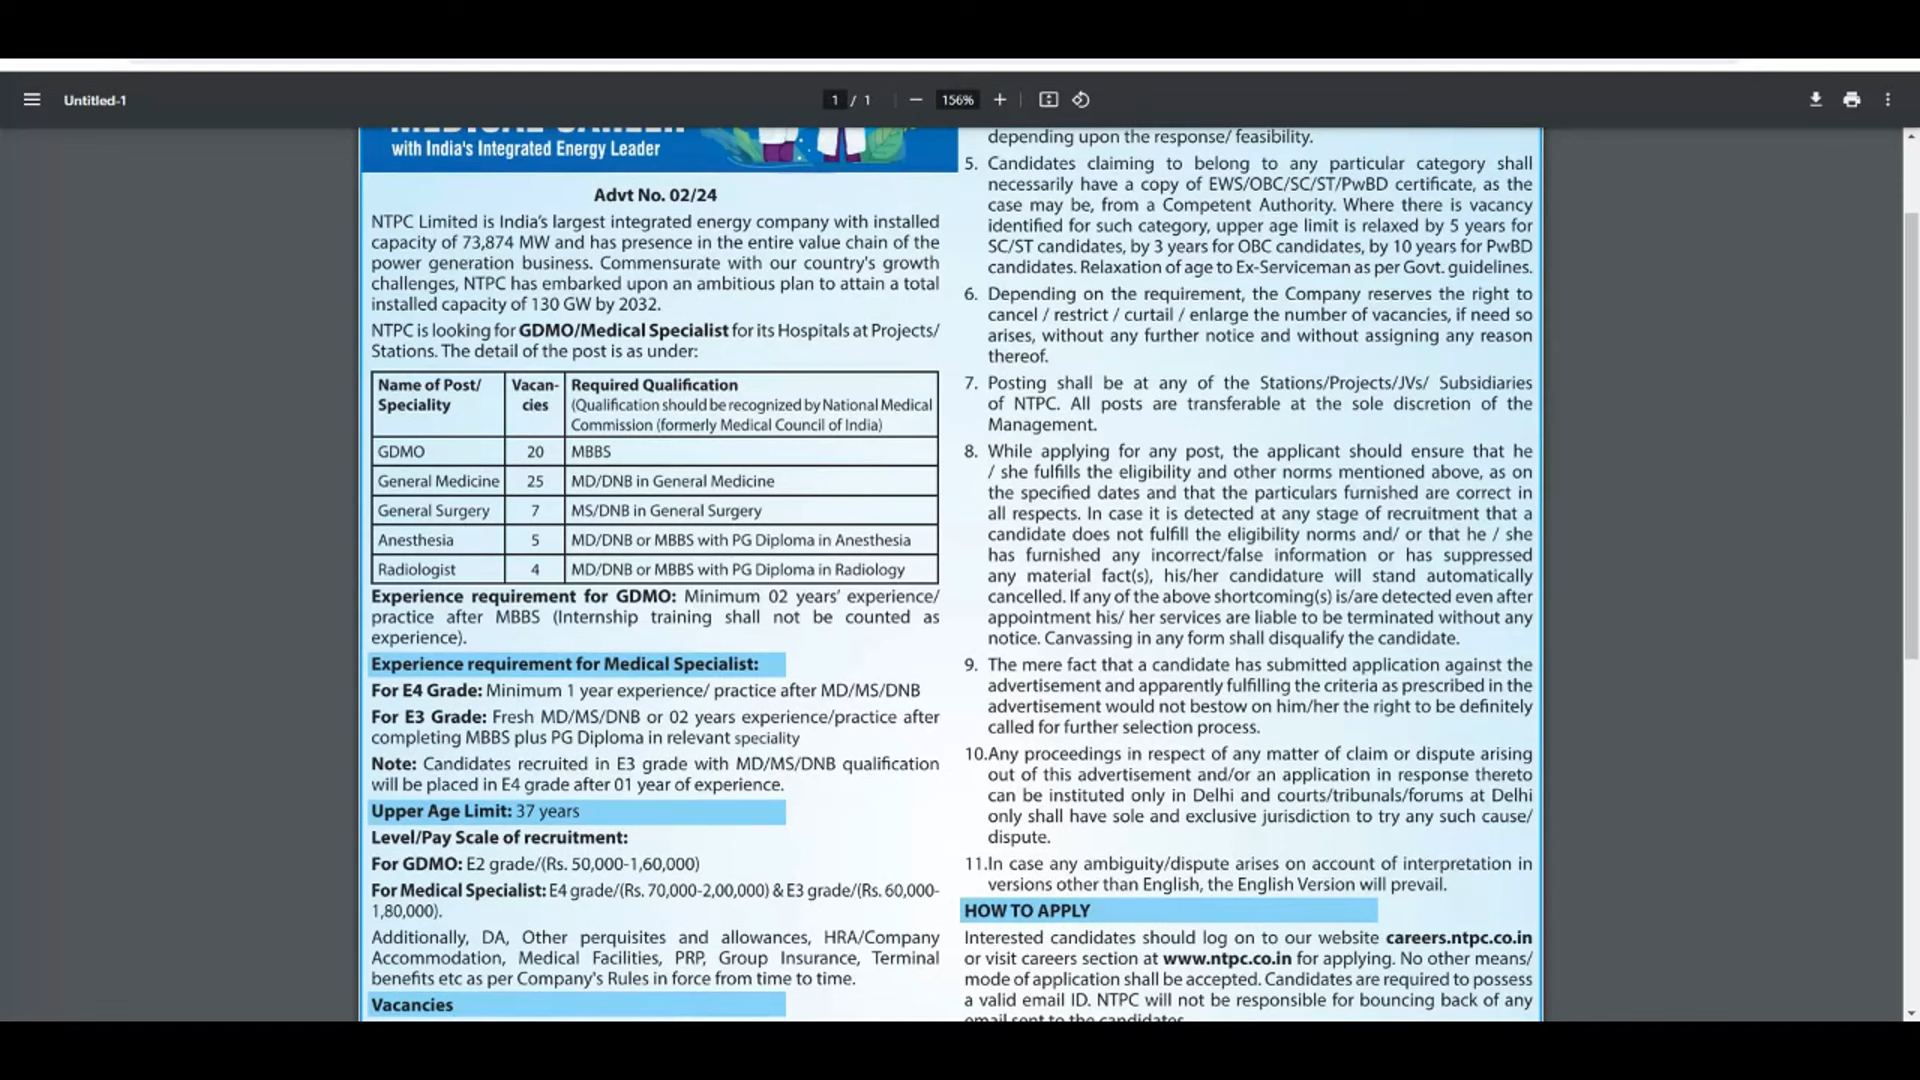 Untitled-1
1 / 1
156%
MEDICAL CAREER
with India's Integrated Energy Leader
Advt No. 02/24
NTPC Limited is India's largest integrated energy company with installed
capacity of 73,874 MW and has presence in the entire value chain of the
power generation business. Commensurate with our country's growth
challenges, NTPC has embarked upon an ambitious plan to attain a total
installed capacity of 130 GW by 2032.
NTPC is looking for GDMO/Medical Specialist for its Hospitals at Projects/
Stations. The detail of the post is as under:
Name of Post/ Vacan- Required Qualification
Speciality cies (Qualification should be recognized by National Medical
Commission (formerly Medical Council of India)
GDMO 20 MBBS
General Medicine 25 MD/DNB in General Medicine
General Surgery 7 MS/DNB in General Surgery
Anesthesia 5 MD/DNB or MBBS with PG Diploma in Anesthesia
Radiologist 4 MD/DNB or MBBS with PG Diploma in Radiology
Experience requirement for GDMO: Minimum 02 years' experience/
practice after MBBS (Internship training shall not be counted as
experience).
Experience requirement for Medical Specialist:
For E4 Grade: Minimum 1 year experience/ practice after MD/MS/DNB
For E3 Grade: Fresh MD/MS/DNB or 02 years experience/practice after
completing MBBS plus PG Diploma in relevant speciality
Note: Candidates recruited in E3 grade with MD/MS/DNB qualification
will be placed in E4 grade after 01 year of experience.
Upper Age Limit: 37 years
Level/Pay Scale of recruitment:
For GDMO: E2 grade/(Rs. 50,000-1,60,000)
For Medical Specialist: E4 grade/(Rs. 70,000-2,00,000) & E3 grade/(Rs. 60,000-
1,80,000).
Additionally, DA, Other perquisites and allowances, HRA/Company
Accommodation, Medical Facilities, PRP, Group Insurance, Terminal
benefits etc as per Company's Rules in force from time to time.
Vacancies
depending upon the response/ feasibility.
5. Candidates claiming to belong to any particular category shall
necessarily have a copy of EWS/OBC/SC/ST/PwBD certificate, as the
case may be, from a Competent Authority. Where there is vacancy
identified for such category, upper age limit is relaxed by 5 years for
SC/ST candidates, by 3 years for OBC candidates, by 10 years for PwBD
candidates. Relaxation of age to Ex-Serviceman as per Govt. guidelines.
6. Depending on the requirement, the Company reserves the right to
cancel / restrict / curtail / enlarge the number of vacancies, if need so
arises, without any further notice and without assigning any reason
thereof.
7. Posting shall be at any of the Stations/Projects/JVs/ Subsidiaries
of NTPC. All posts are transferable at the sole discretion of the
Management.
8. While applying for any post, the applicant should ensure that he
/ she fulfills the eligibility and other norms mentioned above, as on
the specified dates and that the particulars furnished are correct in
all respects. In case it is detected at any stage of recruitment that a
candidate does not fulfill the eligibility norms and/ or that he / she
has furnished any incorrect/false information or has suppressed
any material fact(s), his/her candidature will stand automatically
cancelled. If any of the above shortcoming(s) is/are detected even after
appointment his/ her services are liable to be terminated without any
notice. Canvassing in any form shall disqualify the candidate.
9. The mere fact that a candidate has submitted application against the
advertisement and apparently fulfilling the criteria as prescribed in the
advertisement would not bestow on him/her the right to be definitely
called for further selection process.
10.Any proceedings in respect of any matter of claim or dispute arising
out of this advertisement and/or an application in response thereto
can be instituted only in Delhi and courts/tribunals/forums at Delhi
only shall have sole and exclusive jurisdiction to try any such cause/
dispute.
11.In case any ambiguity/dispute arises on account of interpretation in
versions other than English, the English Version will prevail.
HOW TO APPLY
Interested candidates should log on to our website careers.ntpc.co.in
or visit careers section at www.ntpc.co.in for applying. No other means/
mode of application shall be accepted. Candidates are required to possess
a valid email ID. NTPC will not be responsible for bouncing back of any
email sent to the candidates.